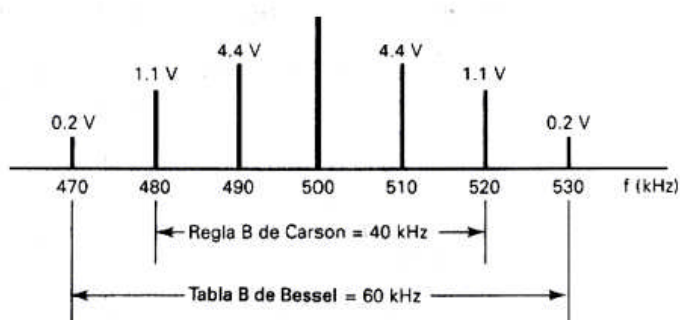 4.4 V 4.4 V
1.1 V 1.1 V
0.2 V 0.2 V
470 480 490 500 510 520 530 f (kHz)
Regla B de Carson = 40 kHz
Tabla B de Bessel = 60 kHz